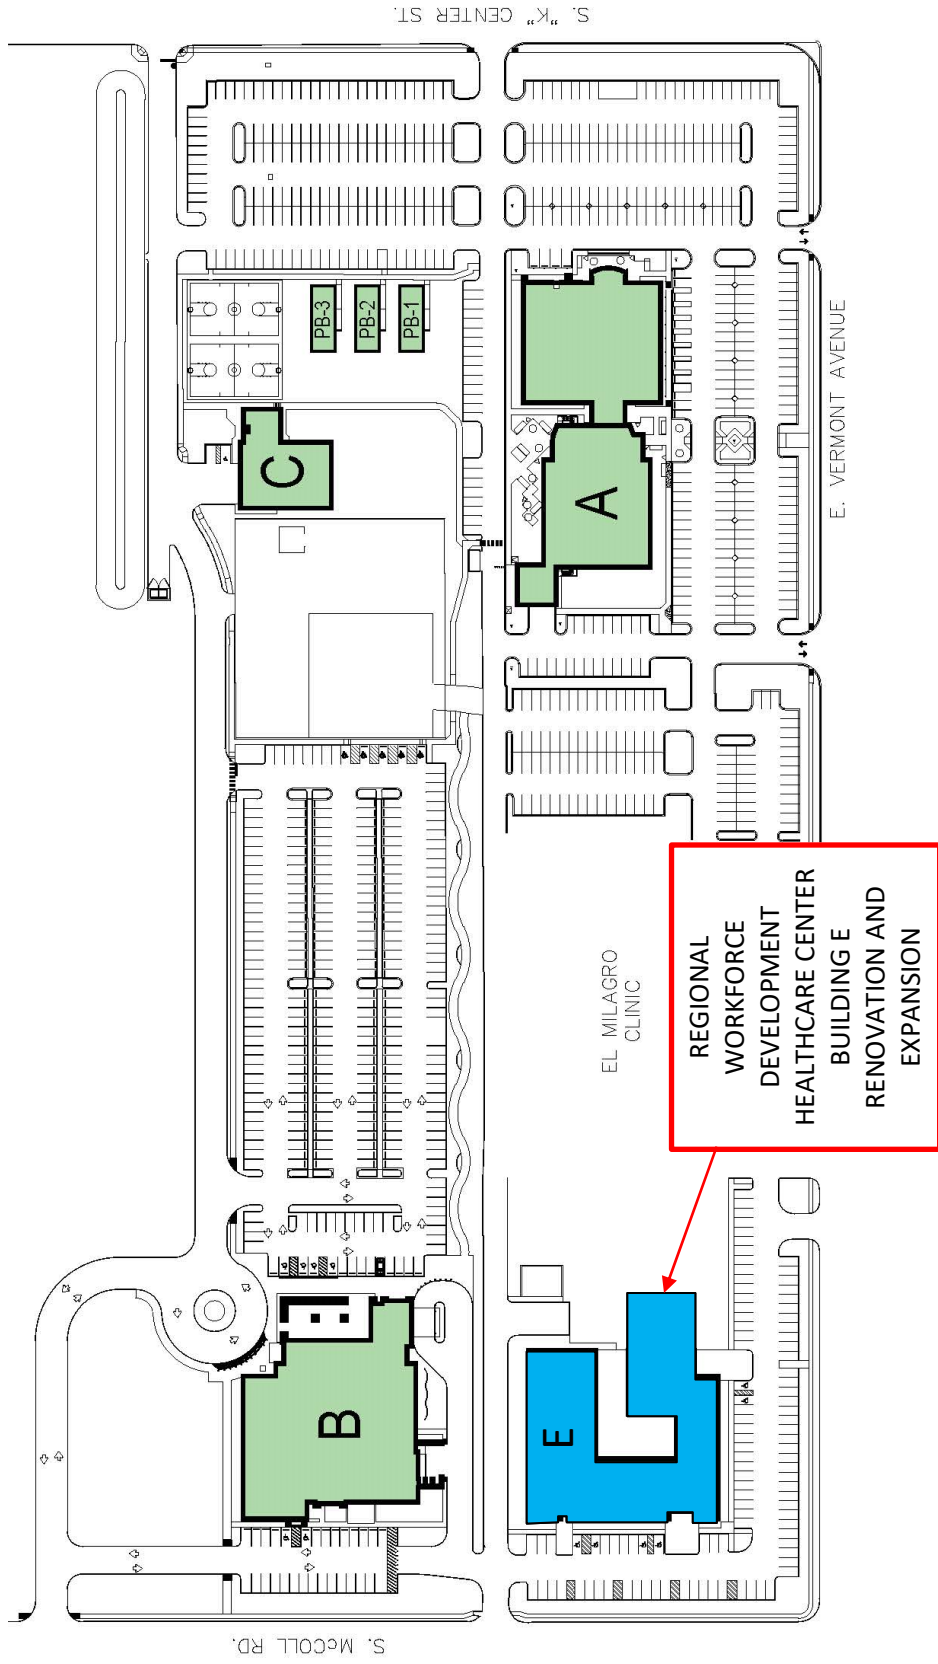 S. "K" CENTER ST.
PB-3
PB-2
PB-1
C
A
E. VERMONT AVENUE
EL MILAGRO
CLINIC
REGIONAL
WORKFORCE
DEVELOPMENT
HEALTHCARE CENTER
BUILDING E
RENOVATION AND
EXPANSION
B
E
S. McCOLL RD.